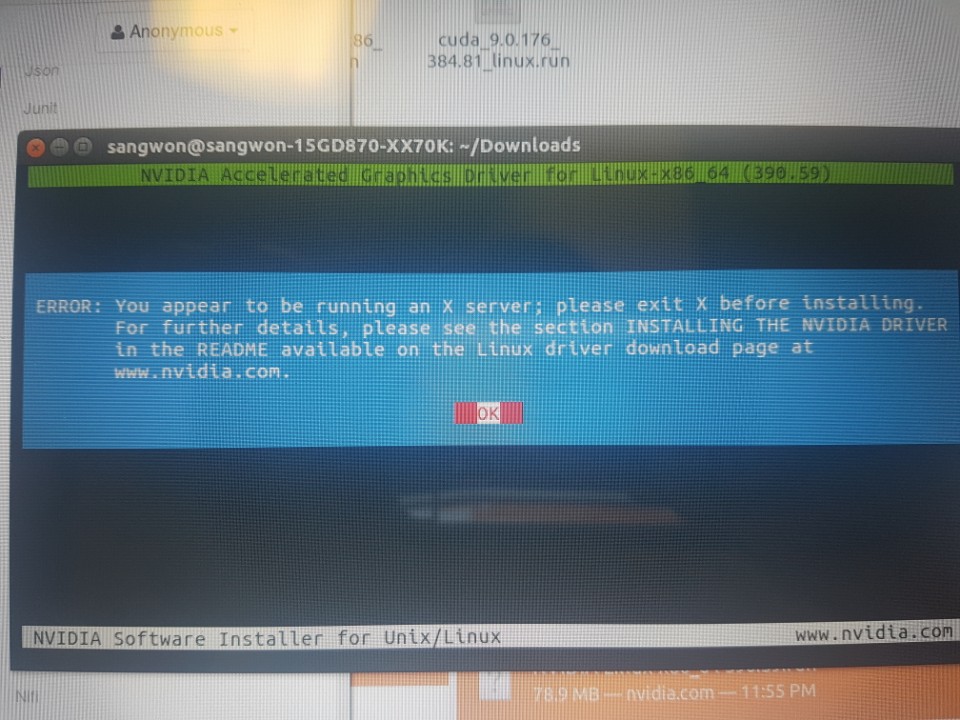 Anonymous
86_
n
cuda_9.0.176_
384.81_linux.run
Json
Junit
sangwon@sangwon-15GD870-XX70K: ~/Downloads
NVIDIA Accelerated Graphics Driver for Linux-x86_64 (390.59)
ERROR: You appear to be running an X server; please exit X before installing.
For further details, please see the section INSTALLING THE NVIDIA DRIVER
in the README available on the Linux driver download page at
www.nvidia.com.
OK
NVIDIA Software Installer for Unix/Linux
www.nvidia.com
Nifi
78.9 MB — nvidia.com — 11:55 PM